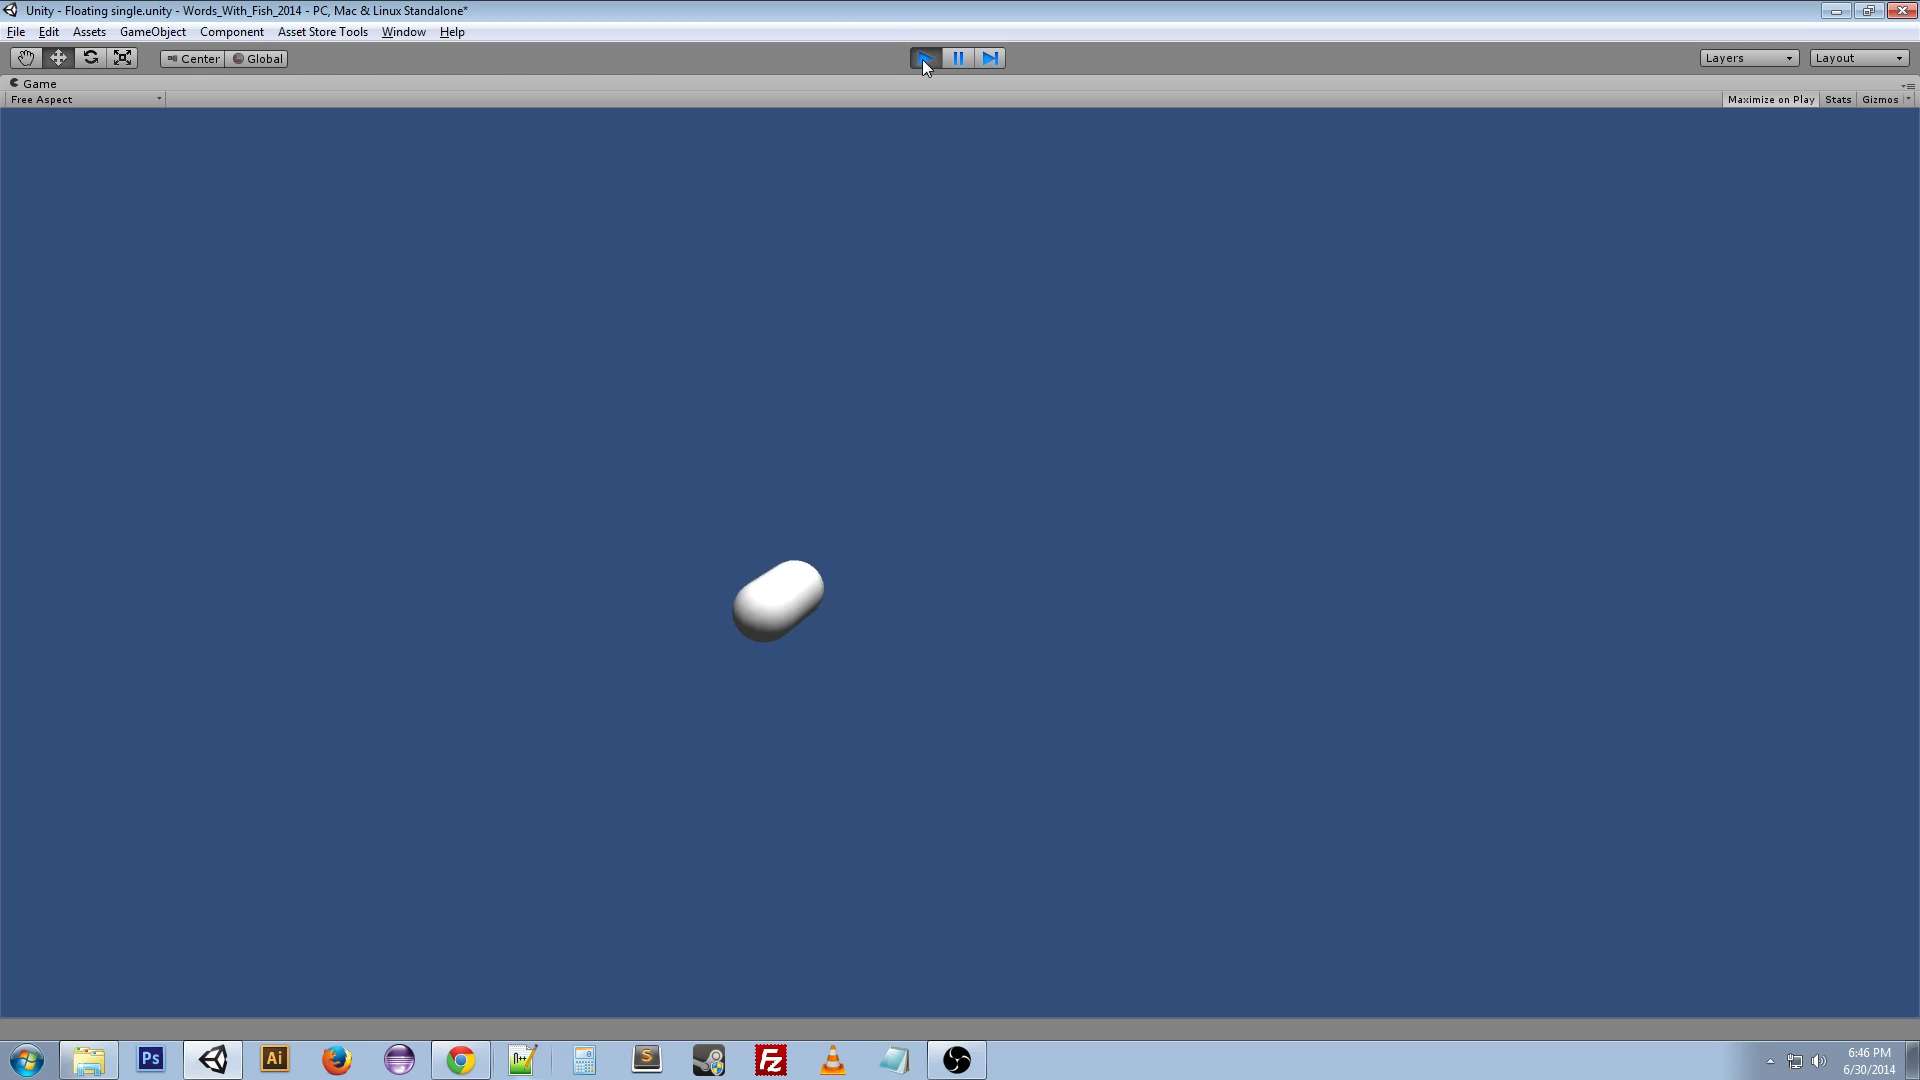 Unity - Floating single.unity - Words_With_Fish_2014 - PC, Mac & Linux Standalone*
File Edit Assets GameObject Component Asset Store Tools Window Help
Center Global Layers Layout
Game
Free Aspect Maximize on Play Stats Gizmos
Ps Ai n++ S Fz
6:46 PM
6/30/2014